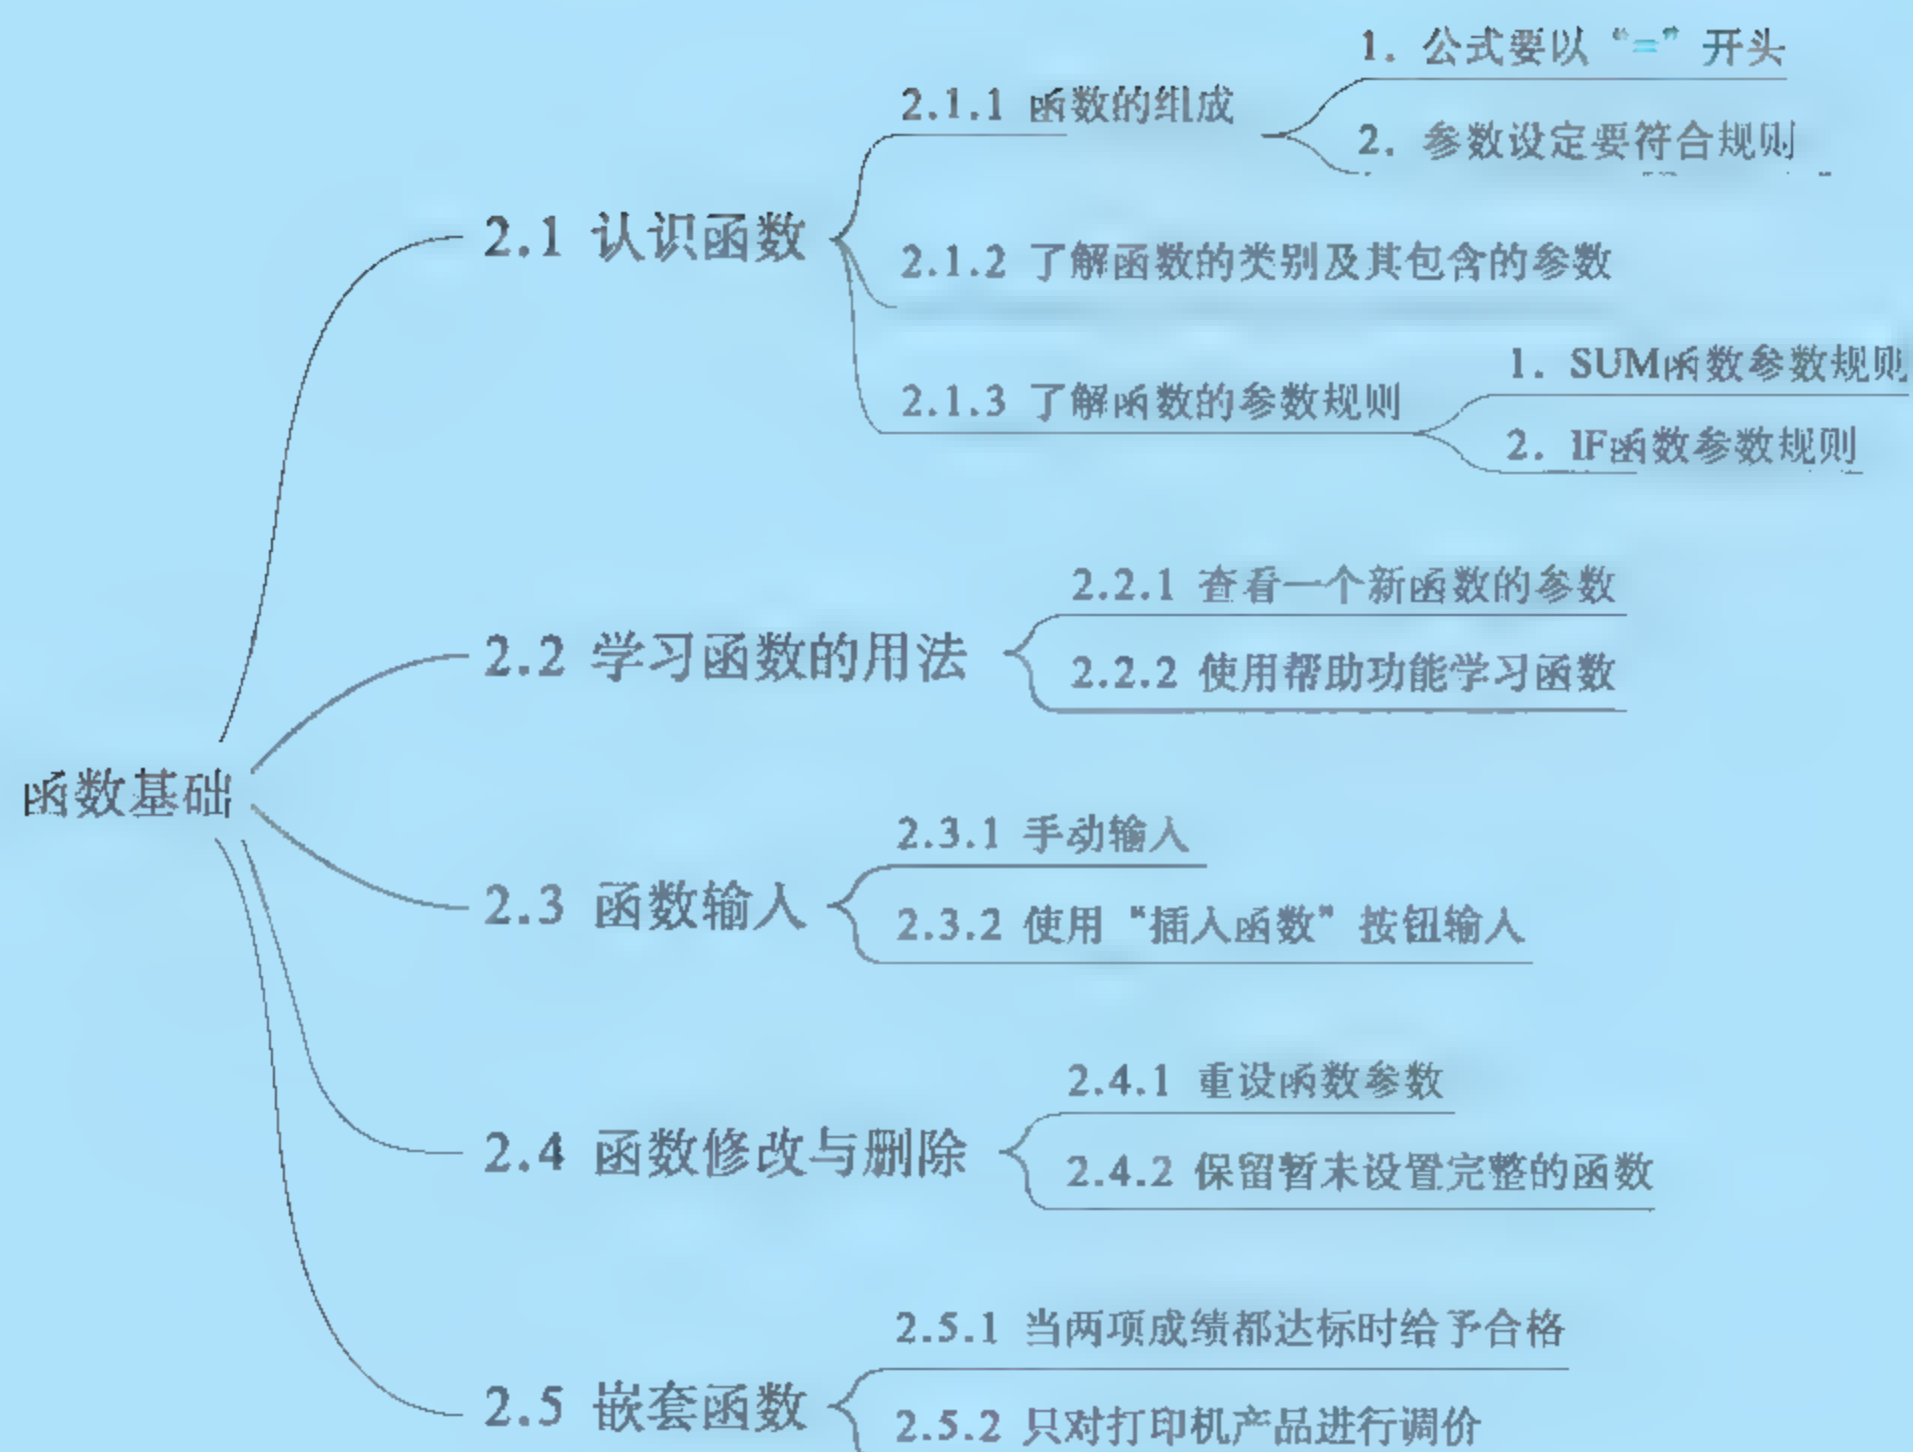 函数基础
2.1 认识函数
2.1.1 函数的组成
1. 公式要以“=”开头
2. 参数设定要符合规则
2.1.2 了解函数的类别及其包含的参数
2.1.3 了解函数的参数规则
1. SUM函数参数规则
2. IF函数参数规则
2.2 学习函数的用法
2.2.1 查看一个新函数的参数
2.2.2 使用帮助功能学习函数
2.3 函数输入
2.3.1 手动输入
2.3.2 使用“插入函数”按钮输入
2.4 函数修改与删除
2.4.1 重设函数参数
2.4.2 保留暂未设置完整的函数
2.5 嵌套函数
2.5.1 当两项成绩都达标时给予合格
2.5.2 只对打印机产品进行调价